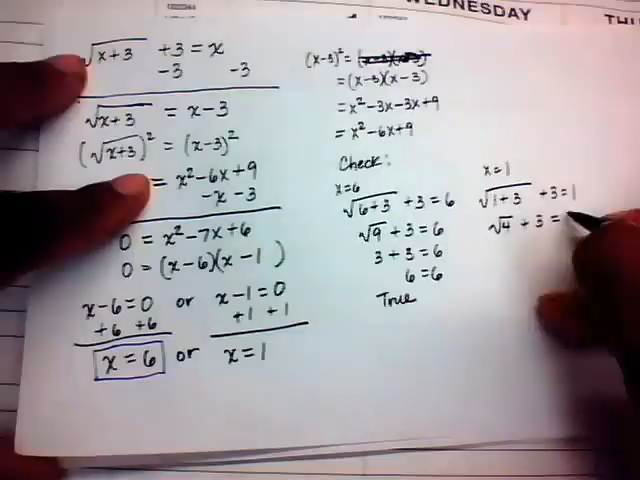 WEDNESDAY
THU
√x+3 +3 = x
-3 -3
√x+3 = x-3
(√x+3)² = (x-3)²
= x²-6x+9
-x -3
0 = x²-7x+6
0 = (x-6)(x-1)
x-6=0 or x-1=0
+6 +6 +1 +1
x=6 or x=1
(x-3)² =
= (x-3)(x-3)
= x²-3x-3x+9
= x²-6x+9
Check:
x=6
√6+3 +3 = 6
√9 + 3 = 6
3 + 3 = 6
6 = 6
True
x=1
√1+3 +3=1
√4 + 3 =